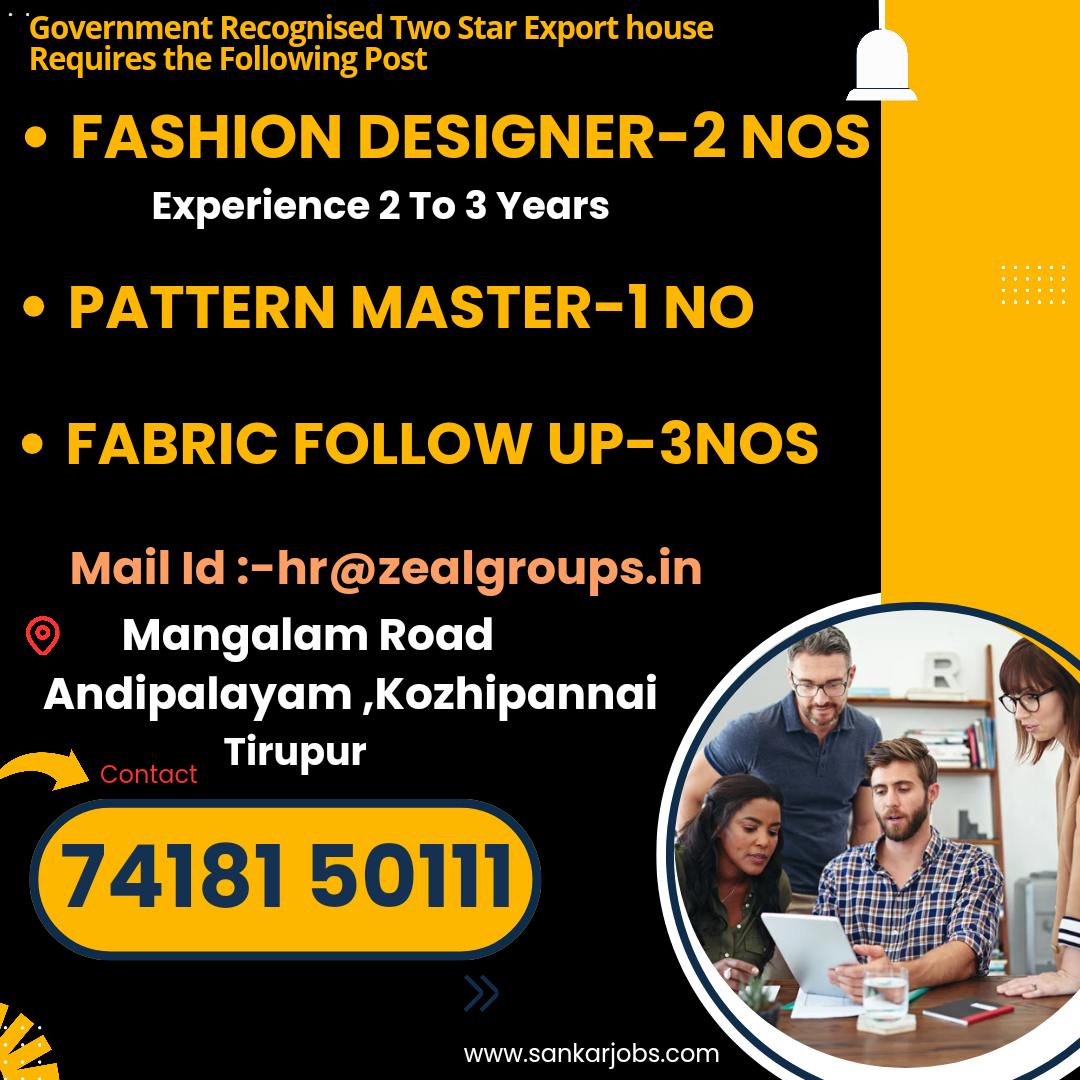 Government Recognised Two Star Export house
Requires the Following Post
• FASHION DESIGNER-2 NOS
Experience 2 To 3 Years
• PATTERN MASTER-1 NO
• FABRIC FOLLOW UP-3NOS
Mail Id :-hr@zealgroups.in
Mangalam Road
Andipalayam ,Kozhipannai
Tirupur
Contact
74181 50111
R
www.sankarjobs.com